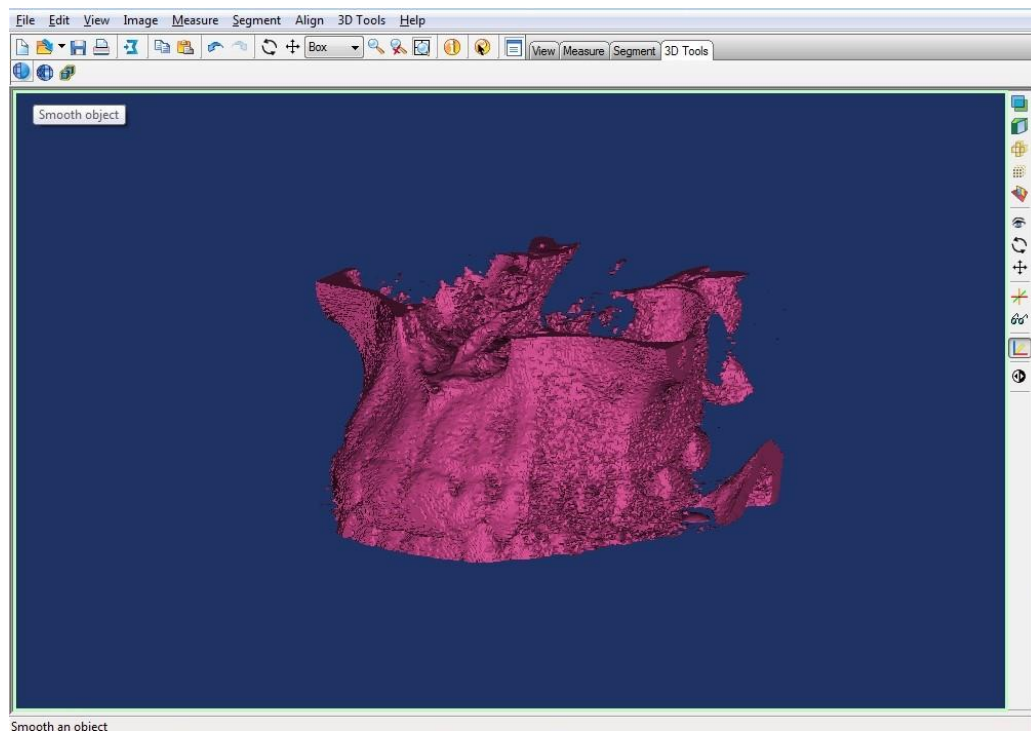 File Edit View Image Measure Segment Align 3D Tools Help
Box View Measure Segment 3D Tools
Smooth object
Smooth an object